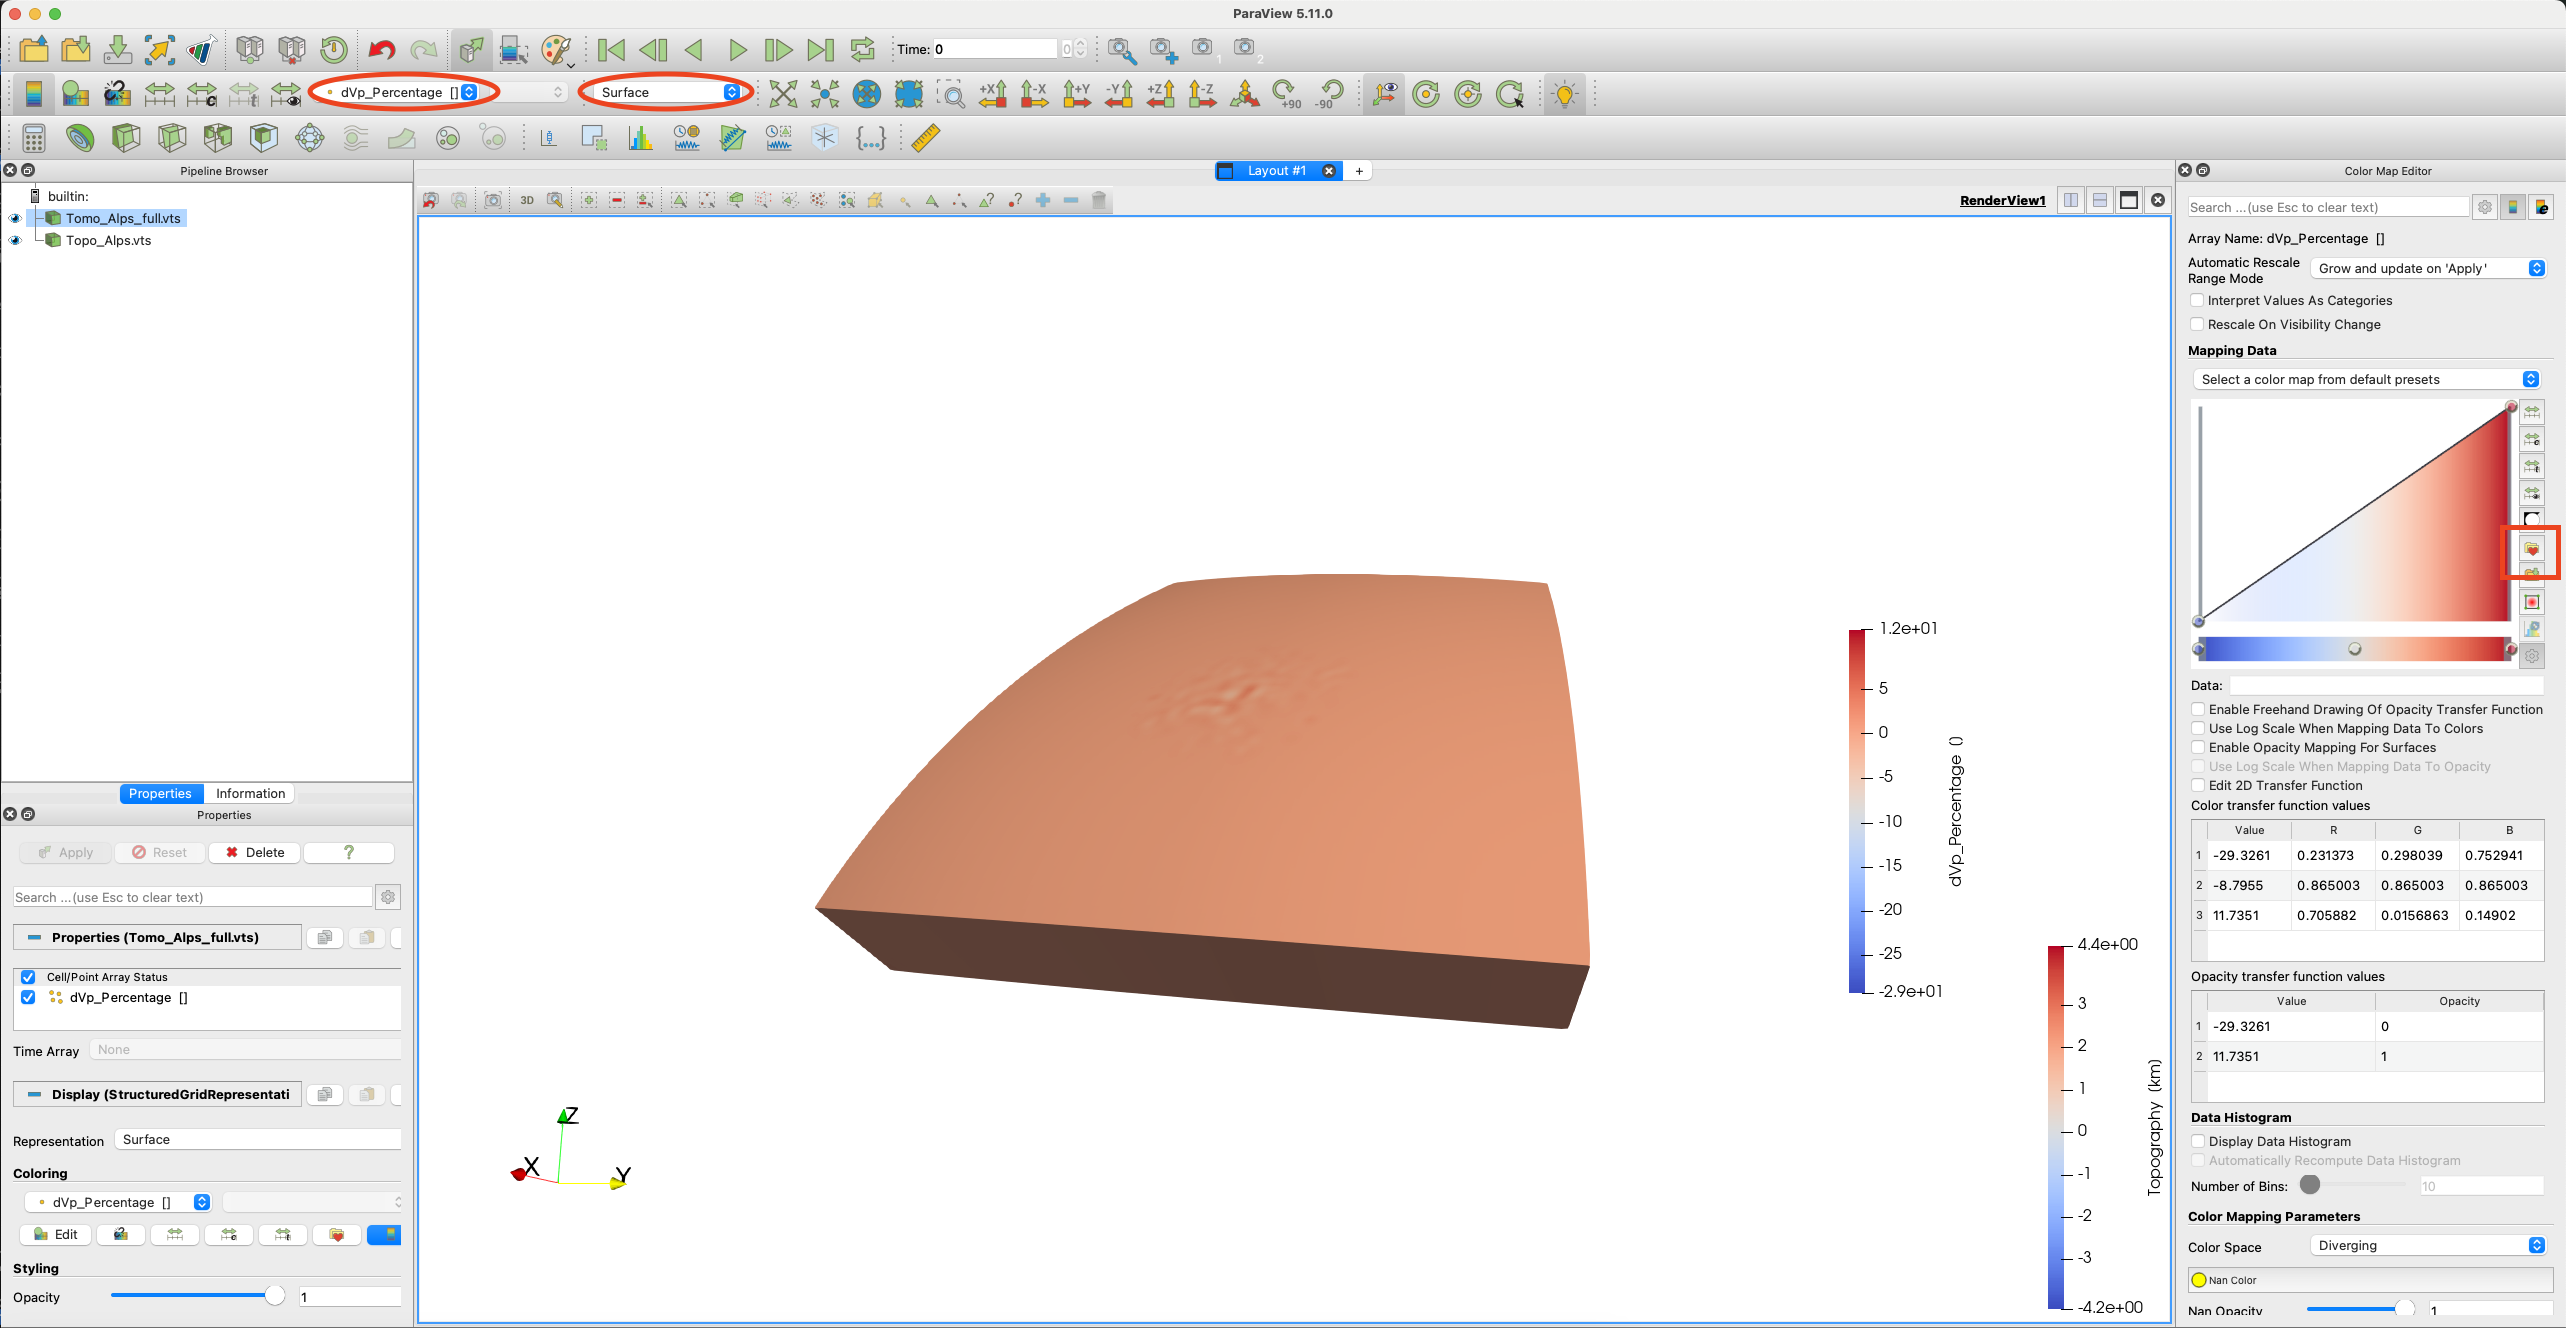 ParaView 5.11.0
Time: 0
0
1
2
dVp_Percentage []
Surface
+X
-X
+Y
-Y
+Z
-Z
+90
-90
Pipeline Browser
builtin:
Tomo_Alps_full.vts
Topo_Alps.vts
Layout #1
+
3D
RenderView1
Properties
Information
Properties
Apply
Reset
Delete
?
Search ... (use Esc to clear text)
Properties (Tomo_Alps_full.vts)
Cell/Point Array Status
dVp_Percentage []
Time Array
None
Display (StructuredGridRepresentati
Representation
Surface
Coloring
dVp_Percentage []
Edit
Styling
Opacity
1
Z
X
Y
1.2e+01
5
0
-5
-10
-15
-20
-25
-2.9e+01
dVp_Percentage ()
4.4e+00
3
2
1
0
-1
-2
-3
-4.2e+00
Topography (km)
Color Map Editor
Search ... (use Esc to clear text)
Array Name: dVp_Percentage []
Automatic Rescale
Range Mode
Grow and update on 'Apply'
Interpret Values As Categories
Rescale On Visibility Change
Mapping Data
Select a color map from default presets
Data:
Enable Freehand Drawing Of Opacity Transfer Function
Use Log Scale When Mapping Data To Colors
Enable Opacity Mapping For Surfaces
Use Log Scale When Mapping Data To Opacity
Edit 2D Transfer Function
Color transfer function values
Value R G B
1 -29.3261 0.231373 0.298039 0.752941
2 -8.7955 0.865003 0.865003 0.865003
3 11.7351 0.705882 0.0156863 0.14902
Opacity transfer function values
Value Opacity
1 -29.3261 0
2 11.7351 1
Data Histogram
Display Data Histogram
Automatically Recompute Data Histogram
Number of Bins:
10
Color Mapping Parameters
Color Space
Diverging
Nan Color
Nan Opacity
1